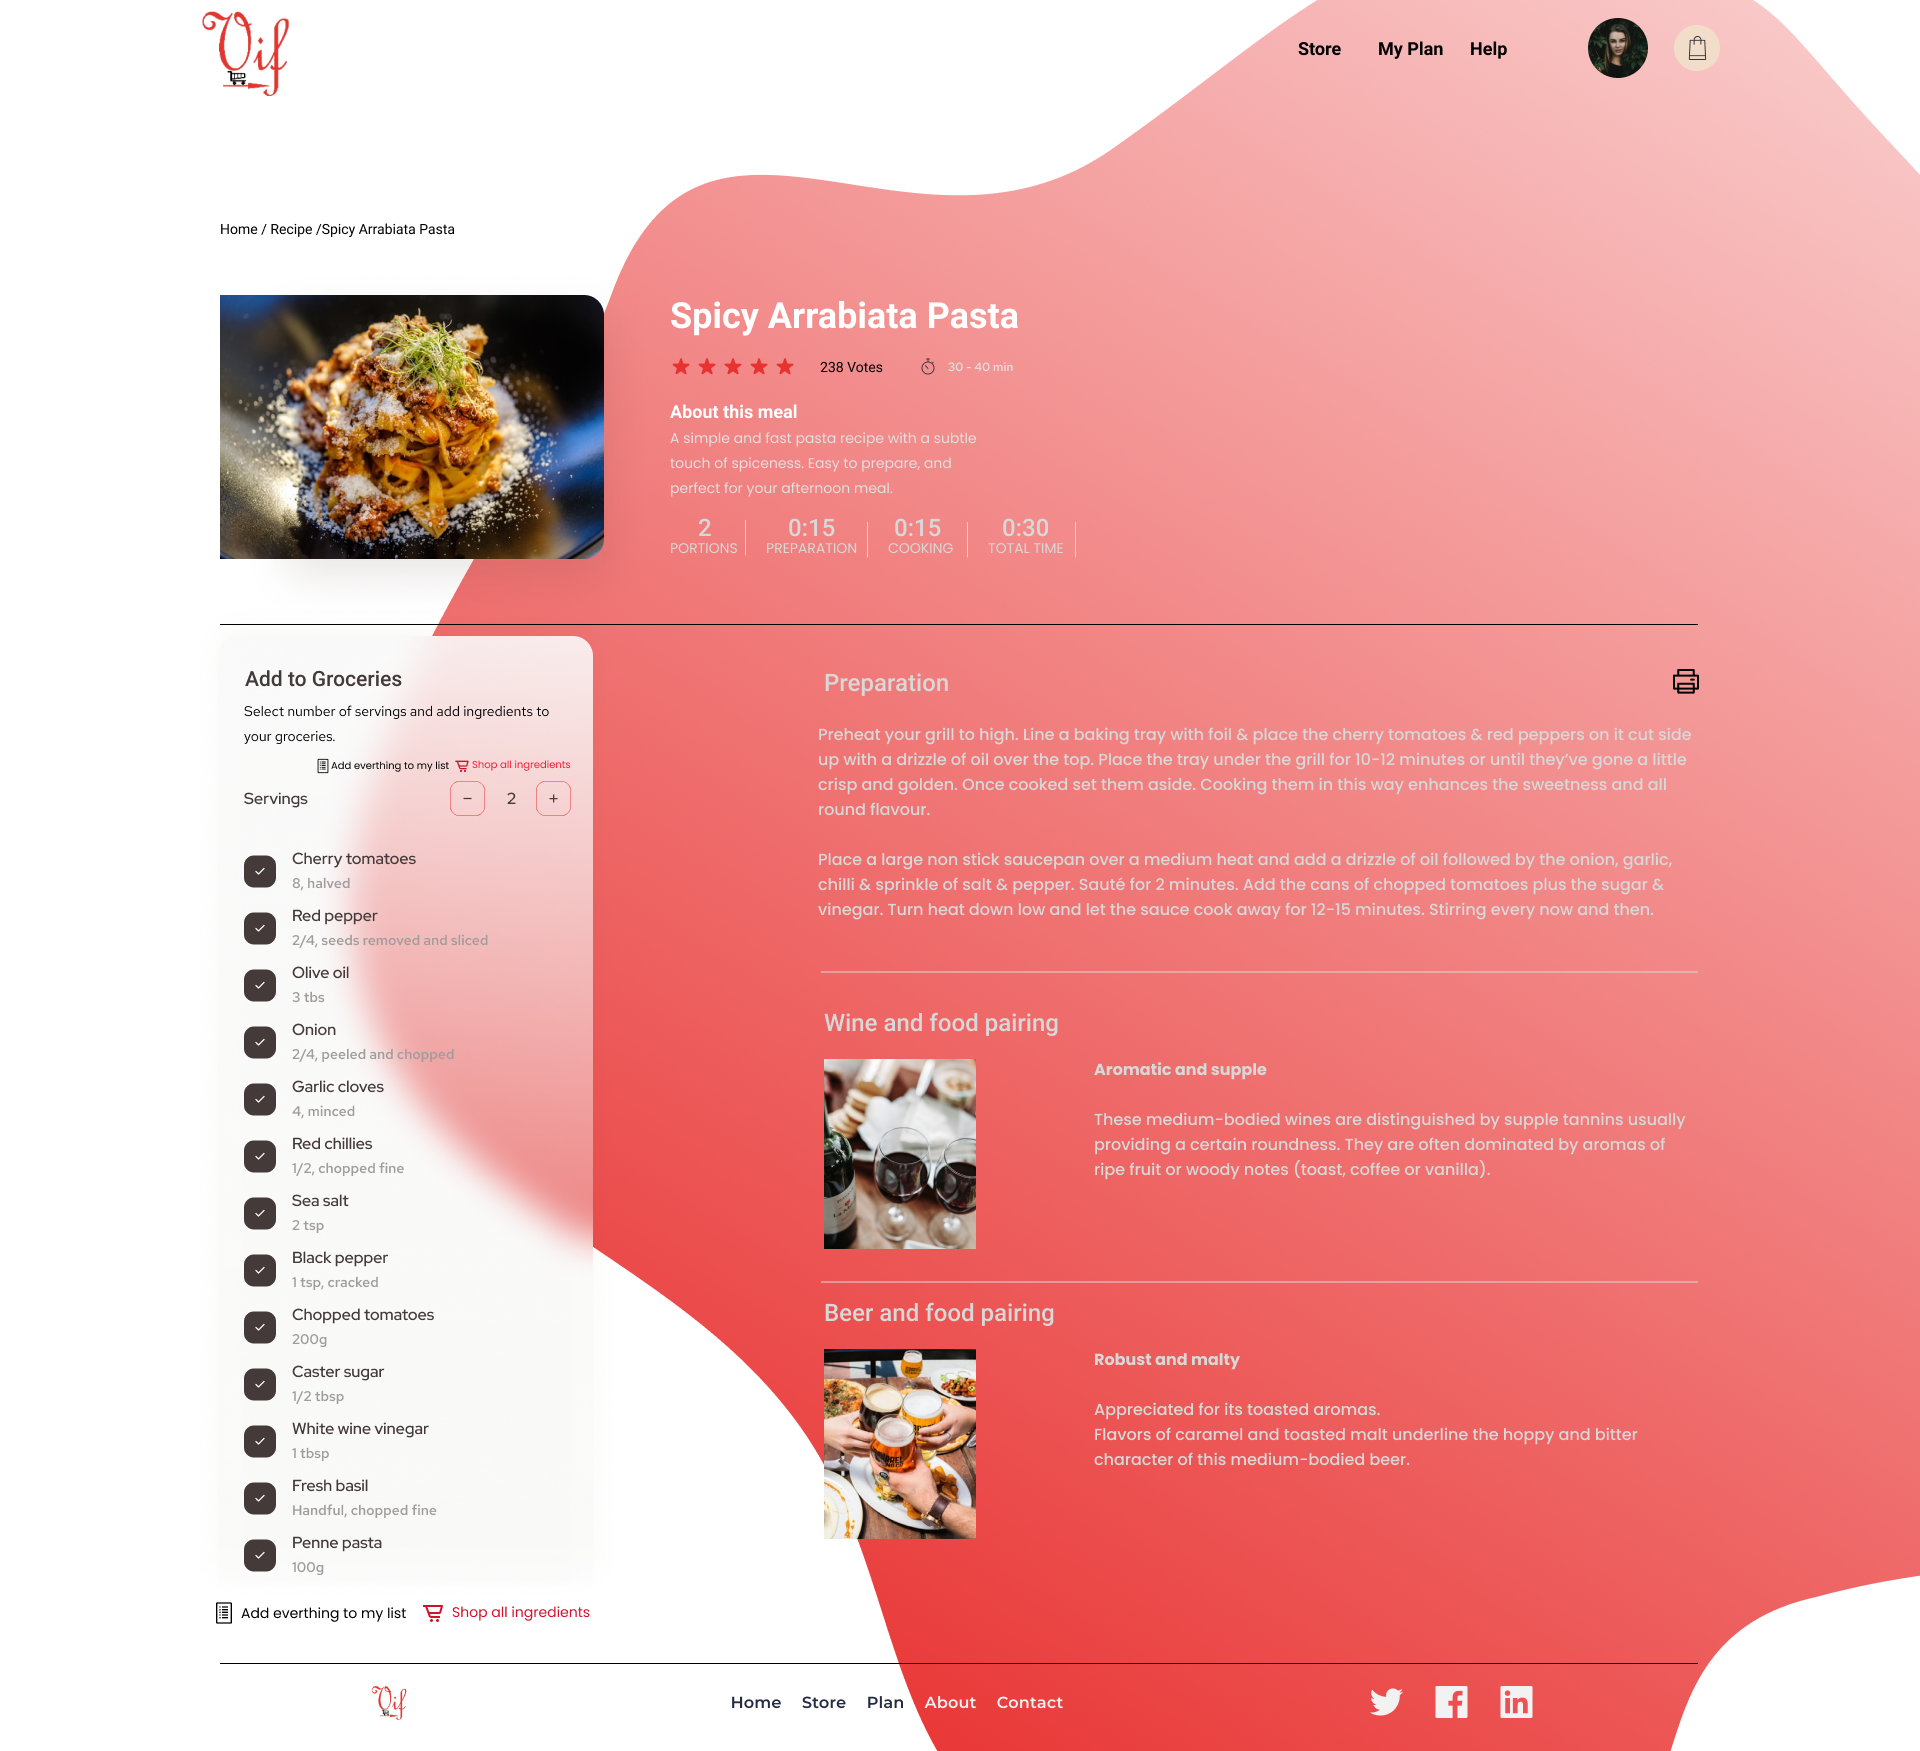 Vif
Store
My Plan
Help
Home / Recipe /Spicy Arrabiata Pasta
Spicy Arrabiata Pasta
238 Votes
30 - 40 min
About this meal
A simple and fast pasta recipe with a subtle
touch of spiceness. Easy to prepare, and
perfect for your afternoon meal.
2
PORTIONS
0:15
PREPARATION
0:15
COOKING
0:30
TOTAL TIME
Add to Groceries
Select number of servings and add ingredients to
your groceries.
Add everthing to my list
Shop all ingredients
Servings
− 2 +
Cherry tomatoes
8, halved
Red pepper
2/4, seeds removed and sliced
Olive oil
3 tbs
Onion
2/4, peeled and chopped
Garlic cloves
4, minced
Red chillies
1/2, chopped fine
Sea salt
2 tsp
Black pepper
1 tsp, cracked
Chopped tomatoes
200g
Caster sugar
1/2 tbsp
White wine vinegar
1 tbsp
Fresh basil
Handful, chopped fine
Penne pasta
100g
Add everthing to my list
Shop all ingredients
Preparation
Preheat your grill to high. Line a baking tray with foil & place the cherry tomatoes & red peppers on it cut side
up with a drizzle of oil over the top. Place the tray under the grill for 10-12 minutes or until they've gone a little
crisp and golden. Once cooked set them aside. Cooking them in this way enhances the sweetness and all
round flavour.
Place a large non stick saucepan over a medium heat and add a drizzle of oil followed by the onion, garlic,
chilli & sprinkle of salt & pepper. Sauté for 2 minutes. Add the cans of chopped tomatoes plus the sugar &
vinegar. Turn heat down low and let the sauce cook away for 12-15 minutes. Stirring every now and then.
Wine and food pairing
Aromatic and supple
These medium-bodied wines are distinguished by supple tannins usually
providing a certain roundness. They are often dominated by aromas of
ripe fruit or woody notes (toast, coffee or vanilla).
Beer and food pairing
Robust and malty
Appreciated for its toasted aromas.
Flavors of caramel and toasted malt underline the hoppy and bitter
character of this medium-bodied beer.
Vif
Home
Store
Plan
About
Contact